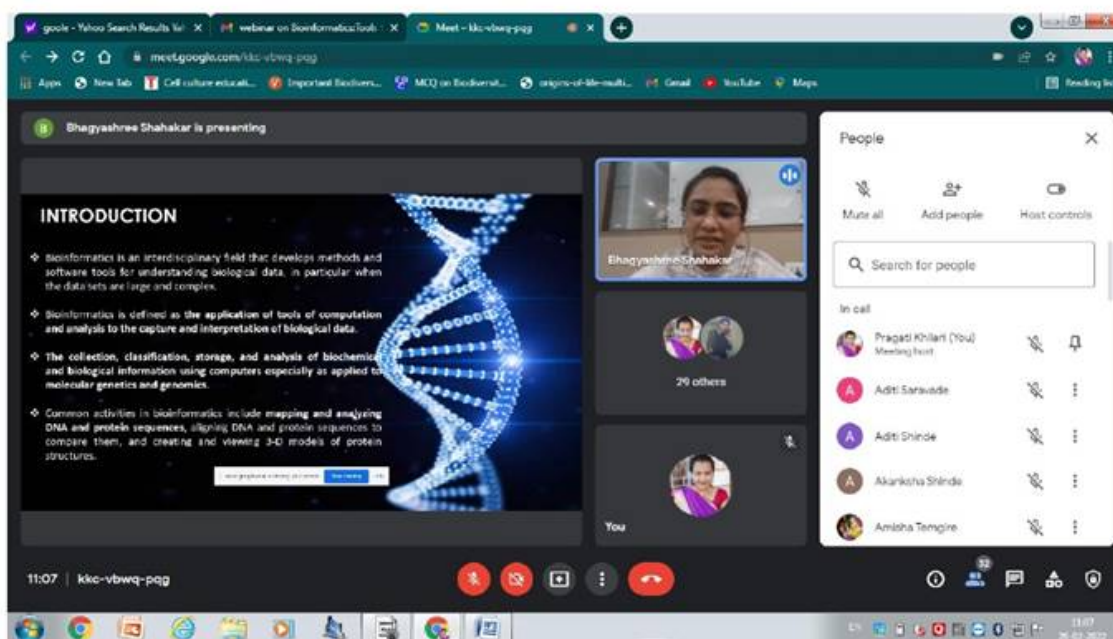 goole - Yahoo Search Results Yah
webinar on Bioinformatics:Tools
Meet – kkc-vbwq-pqg
meet.google.com/kkc-vbwq-pqg
Apps
New Tab
Cell culture educati...
Important Biodivers...
MCQ on Biodiversit...
origins-of-life-multi...
Gmail
YouTube
Maps
Reading list
B
Bhagyashree Shahakar is presenting
INTRODUCTION
❖ Bioinformatics is an interdisciplinary field that develops methods and
software tools for understanding biological data, in particular when
the data sets are large and complex.
❖ Bioinformatics is defined as the application of tools of computation
and analysis to the capture and interpretation of biological data.
❖ The collection, classification, storage, and analysis of biochemical
and biological information using computers especially as applied to
molecular genetics and genomics.
❖ Common activities in bioinformatics include mapping and analyzing
DNA and protein sequences, aligning DNA and protein sequences to
compare them, and creating and viewing 3-D models of protein
structures.
Bhagyashree Shahakar
29 others
You
People
Mute all
Add people
Host controls
Search for people
In call
Pragati Khilari (You)
Meeting host
A
Aditi Saravade
A
Aditi Shinde
A
Akanksha Shinde
Amisha Temgire
11:07 | kkc-vbwq-pqg
32
EN
11:07